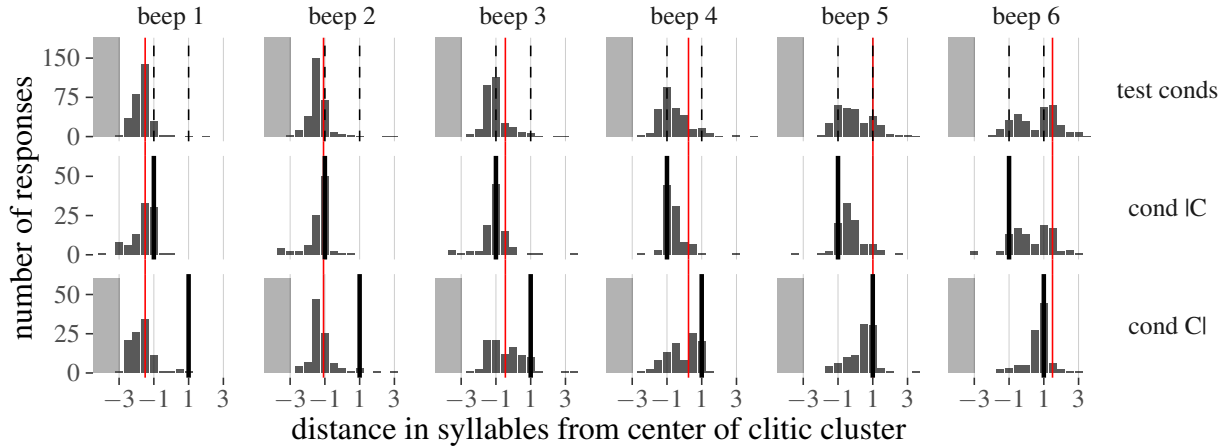 beep 1 beep 2 beep 3 beep 4 beep 5 beep 6
number of responses
150
75
0
test conds
50
25
0
cond |C
50
25
0
cond C|
−3 −1 1 3 −3 −1 1 3 −3 −1 1 3 −3 −1 1 3 −3 −1 1 3 −3 −1 1 3
distance in syllables from center of clitic cluster